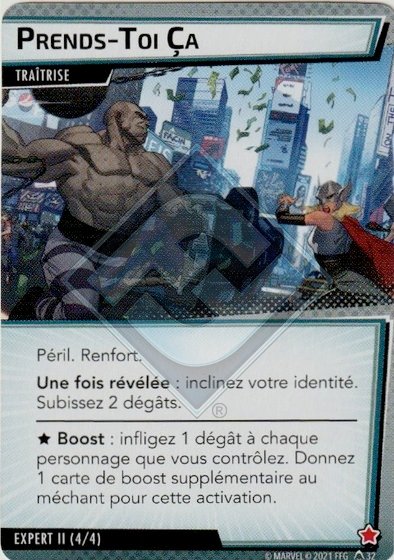 PRENDS-TOI ÇA
TRAÎTRISE
Péril. Renfort.
Une fois révélée : inclinez votre identité.
Subissez 2 dégâts.
★ Boost : infligez 1 dégât à chaque
personnage que vous contrôlez. Donnez
1 carte de boost supplémentaire au
méchant pour cette activation.
EXPERT II (4/4)
© MARVEL © 2021 FFG